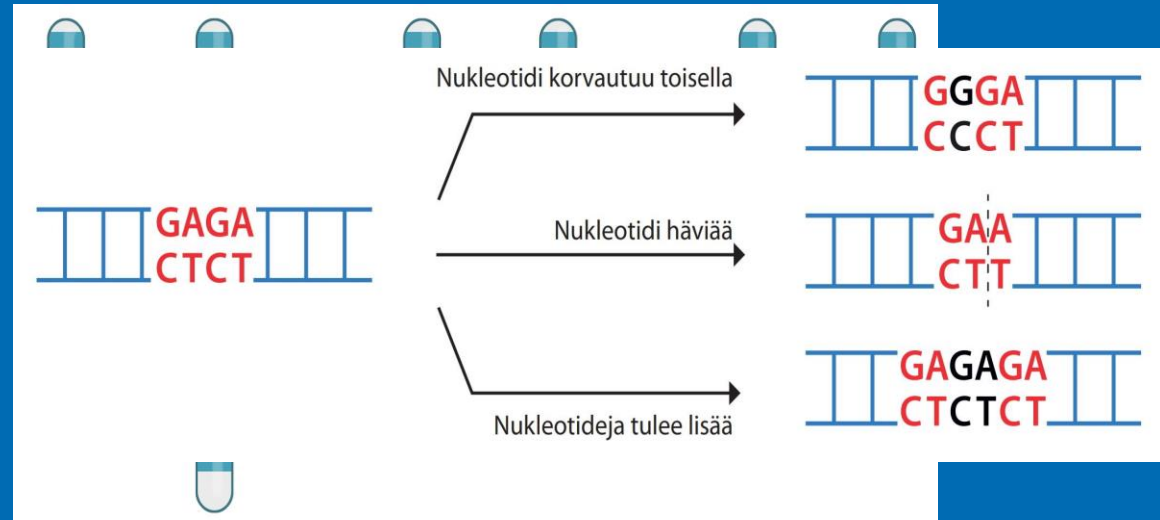 Nukleotidi korvautuu toisella
GGGA
CCCT
GAGA
CTCT
Nukleotidi häviää
GAA
CTT
Nukleotideja tulee lisää
GAGAGA
CTCTCT